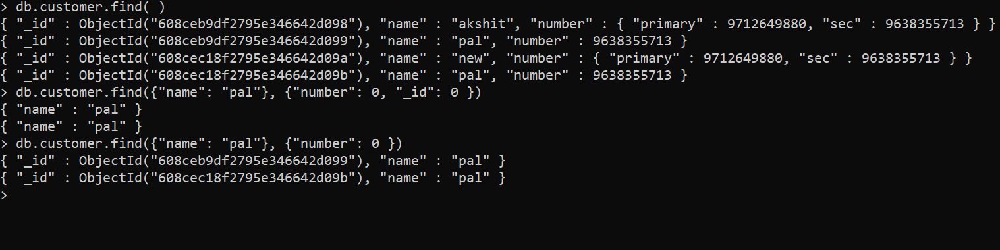 > db.customer.find( )
{ "_id" : ObjectId("608ceb9df2795e346642d098"), "name" : "akshit", "number" : { "primary" : 9712649880, "sec" : 9638355713 } }
{ "_id" : ObjectId("608ceb9df2795e346642d099"), "name" : "pal", "number" : 9638355713 }
{ "_id" : ObjectId("608cec18f2795e346642d09a"), "name" : "new", "number" : { "primary" : 9712649880, "sec" : 9638355713 } }
{ "_id" : ObjectId("608cec18f2795e346642d09b"), "name" : "pal", "number" : 9638355713 }
> db.customer.find({"name": "pal"}, {"number": 0, "_id": 0 })
{ "name" : "pal" }
{ "name" : "pal" }
> db.customer.find({"name": "pal"}, {"number": 0 })
{ "_id" : ObjectId("608ceb9df2795e346642d099"), "name" : "pal" }
{ "_id" : ObjectId("608cec18f2795e346642d09b"), "name" : "pal" }
>